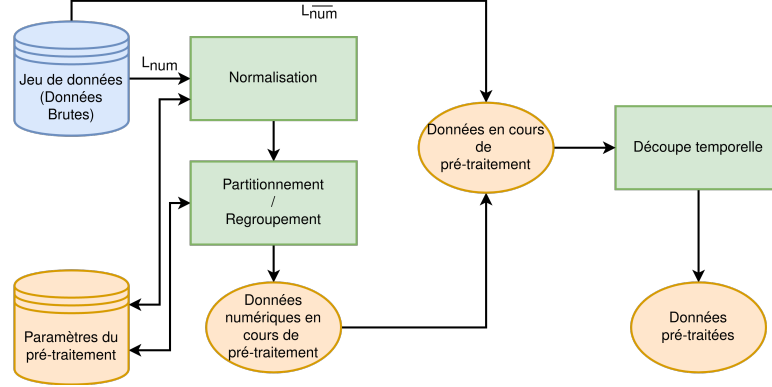 L_num̅
Jeu de données
(Données
Brutes)
L_num
Normalisation
Partitionnement
/
Regroupement
Données en cours
de
pré-traitement
Découpe temporelle
Paramètres du
pré-traitement
Données
numériques en
cours de
pré-traitement
Données
pré-traitées